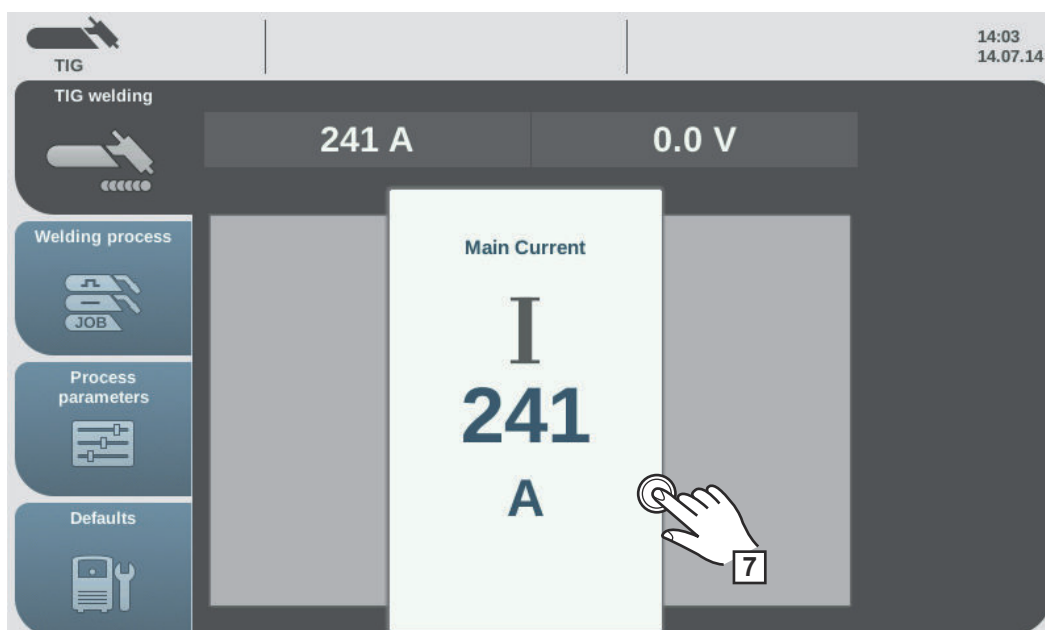 TIG
14:03
14.07.14
TIG welding
241 A
0.0 V
Welding process
JOB
Main Current
I
241
A
Process
parameters
Defaults
7